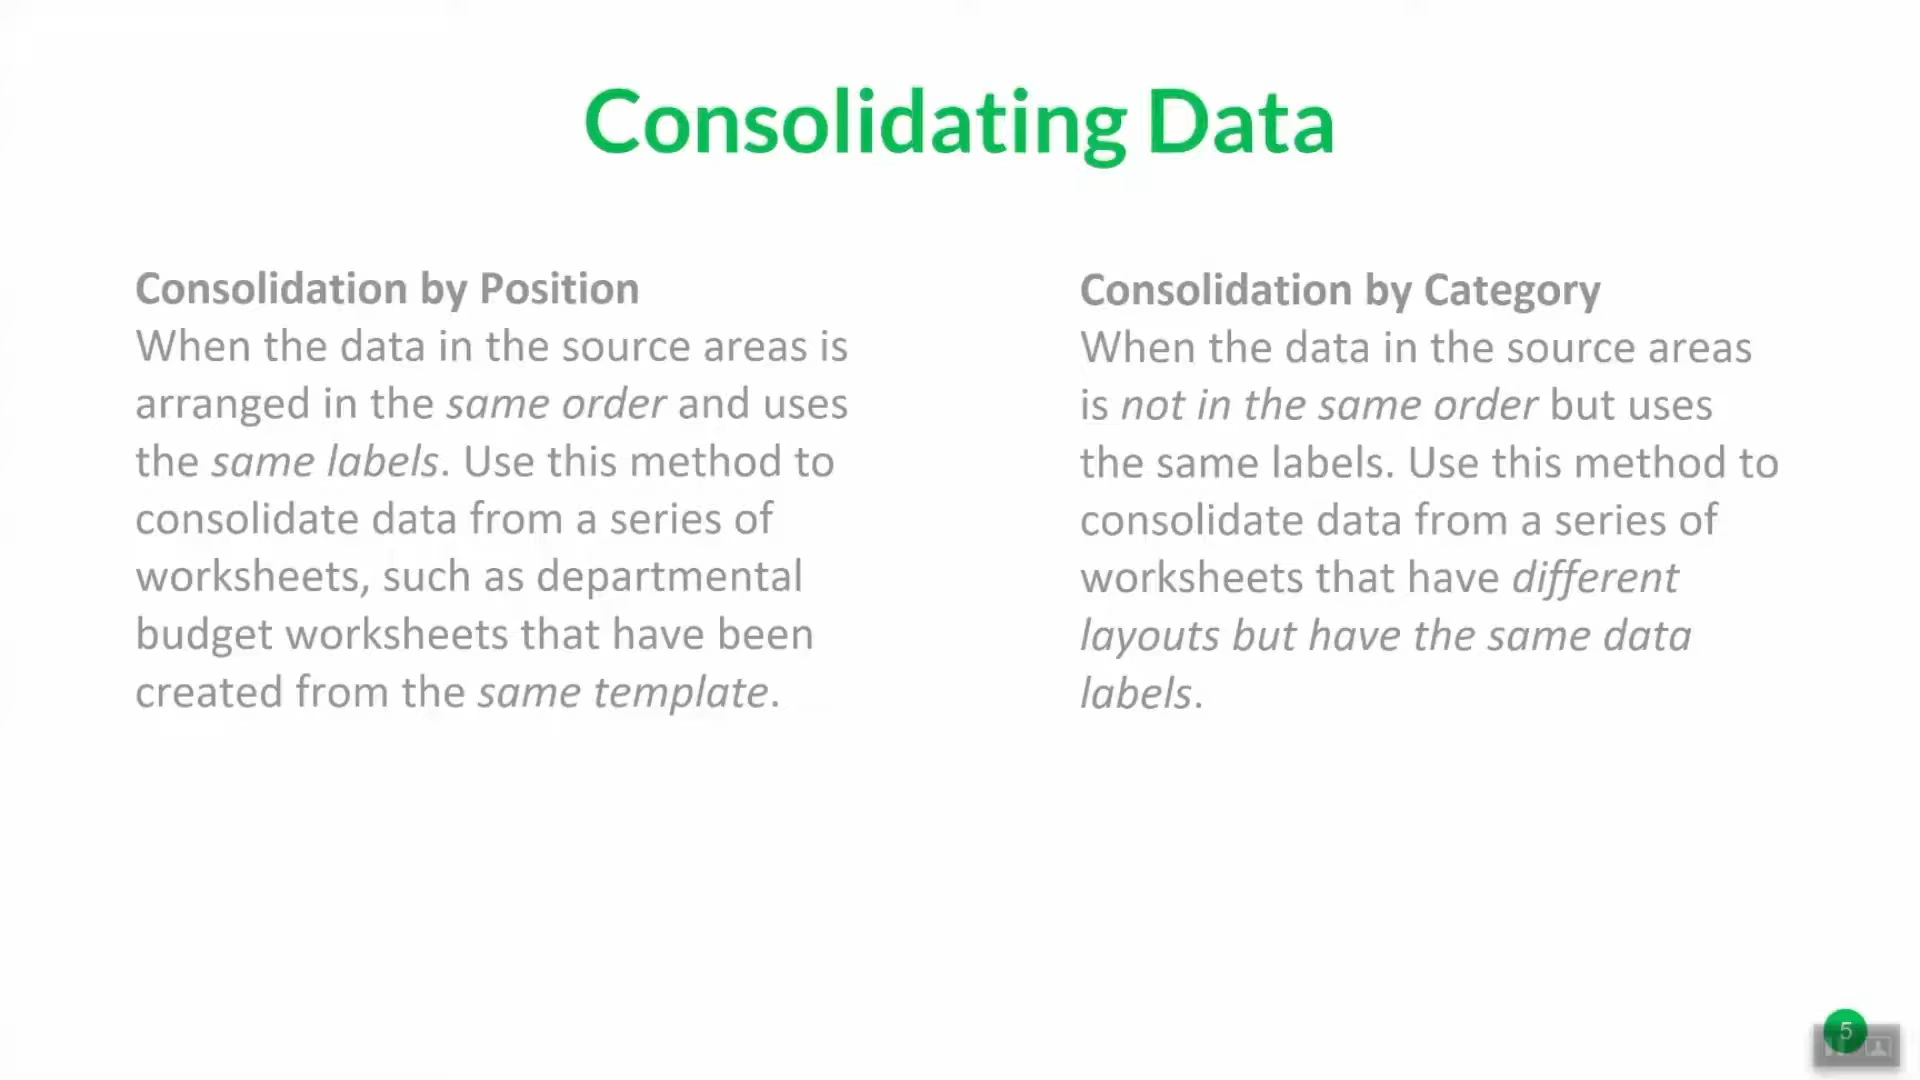 Consolidating Data
Consolidation by Position
When the data in the source areas is
arranged in the same order and uses
the same labels. Use this method to
consolidate data from a series of
worksheets, such as departmental
budget worksheets that have been
created from the same template.
Consolidation by Category
When the data in the source areas
is not in the same order but uses
the same labels. Use this method to
consolidate data from a series of
worksheets that have different
layouts but have the same data
labels.
5